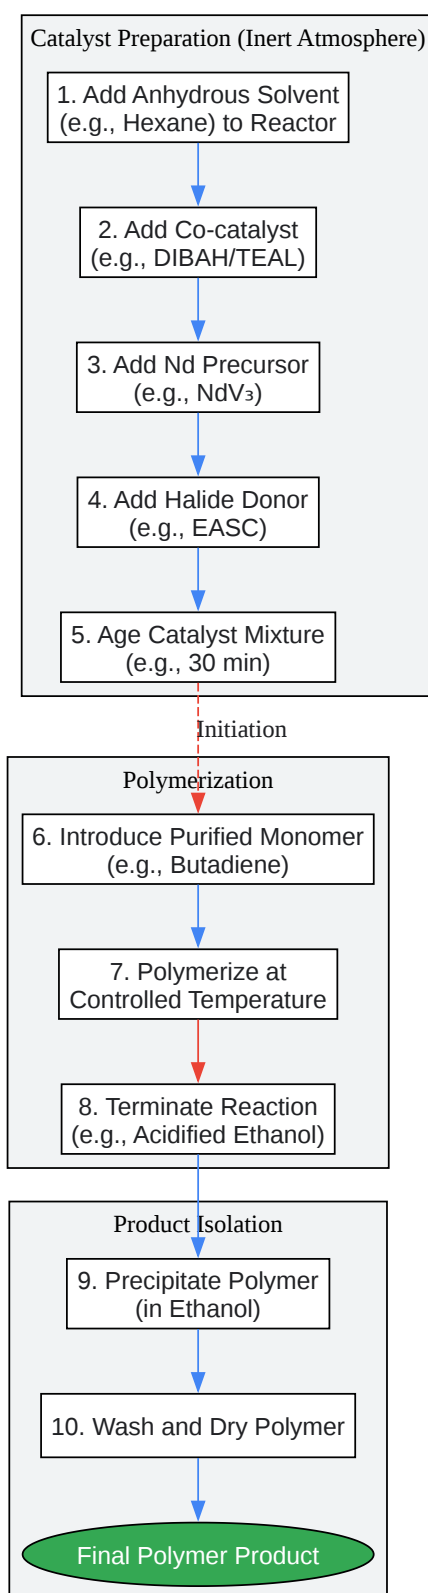 Catalyst Preparation (Inert Atmosphere)
1. Add Anhydrous Solvent
(e.g., Hexane) to Reactor
2. Add Co-catalyst
(e.g., DIBAH/TEAL)
3. Add Nd Precursor
(e.g., NdV₃)
4. Add Halide Donor
(e.g., EASC)
5. Age Catalyst Mixture
(e.g., 30 min)
Initiation
Polymerization
6. Introduce Purified Monomer
(e.g., Butadiene)
7. Polymerize at
Controlled Temperature
8. Terminate Reaction
(e.g., Acidified Ethanol)
Product Isolation
9. Precipitate Polymer
(in Ethanol)
10. Wash and Dry Polymer
Final Polymer Product